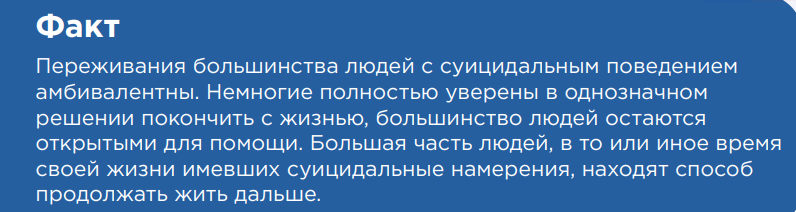 Факт
Переживания большинства людей с суицидальным поведением
амбивалентны. Немногие полностью уверены в однозначном
решении покончить с жизнью, большинство людей остаются
открытыми для помощи. Большая часть людей, в то или иное время
своей жизни имевших суицидальные намерения, находят способ
продолжать жить дальше.